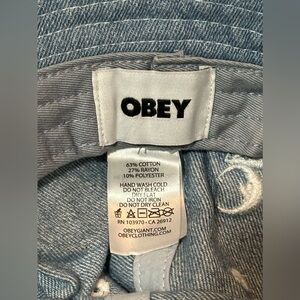 OBEY
63% COTTON
27% RAYON
10% POLYESTER
HAND WASH COLD
DO NOT BLEACH
DRY FLAT
DO NOT IRON
DO NOT DRY CLEAN
RN 103970 - CA 26912
OBEYGIANT.COM
OBEYCLOTHING.COM